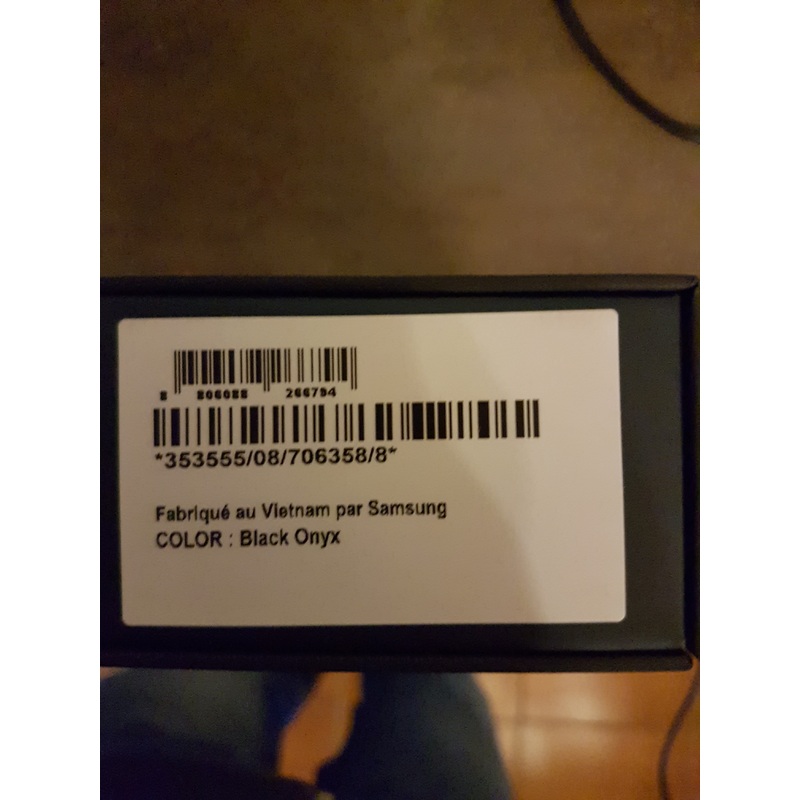 8 806088 266794
*353555/08/706358/8*
Fabriqué au Vietnam par Samsung
COLOR : Black Onyx